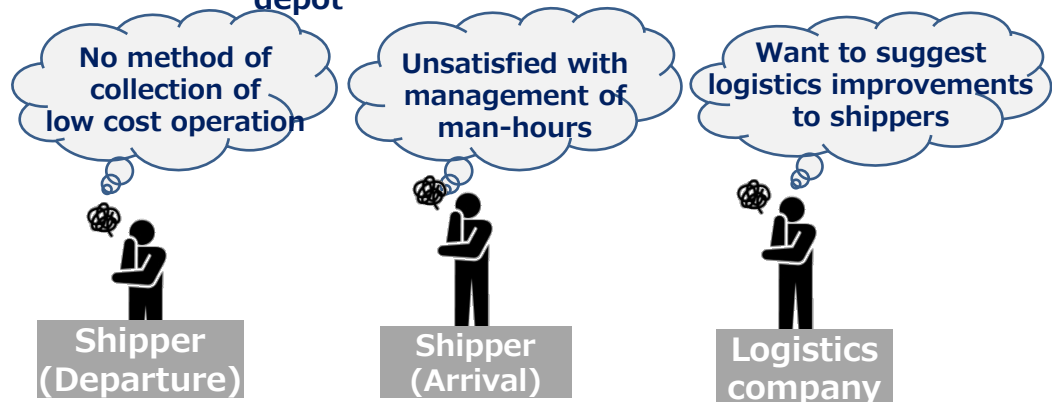 depot
No method of
collection of
low cost operation
Unsatisfied with
management of
man-hours
Want to suggest
logistics improvements
to shippers
Shipper
(Departure)
Shipper
(Arrival)
Logistics
company